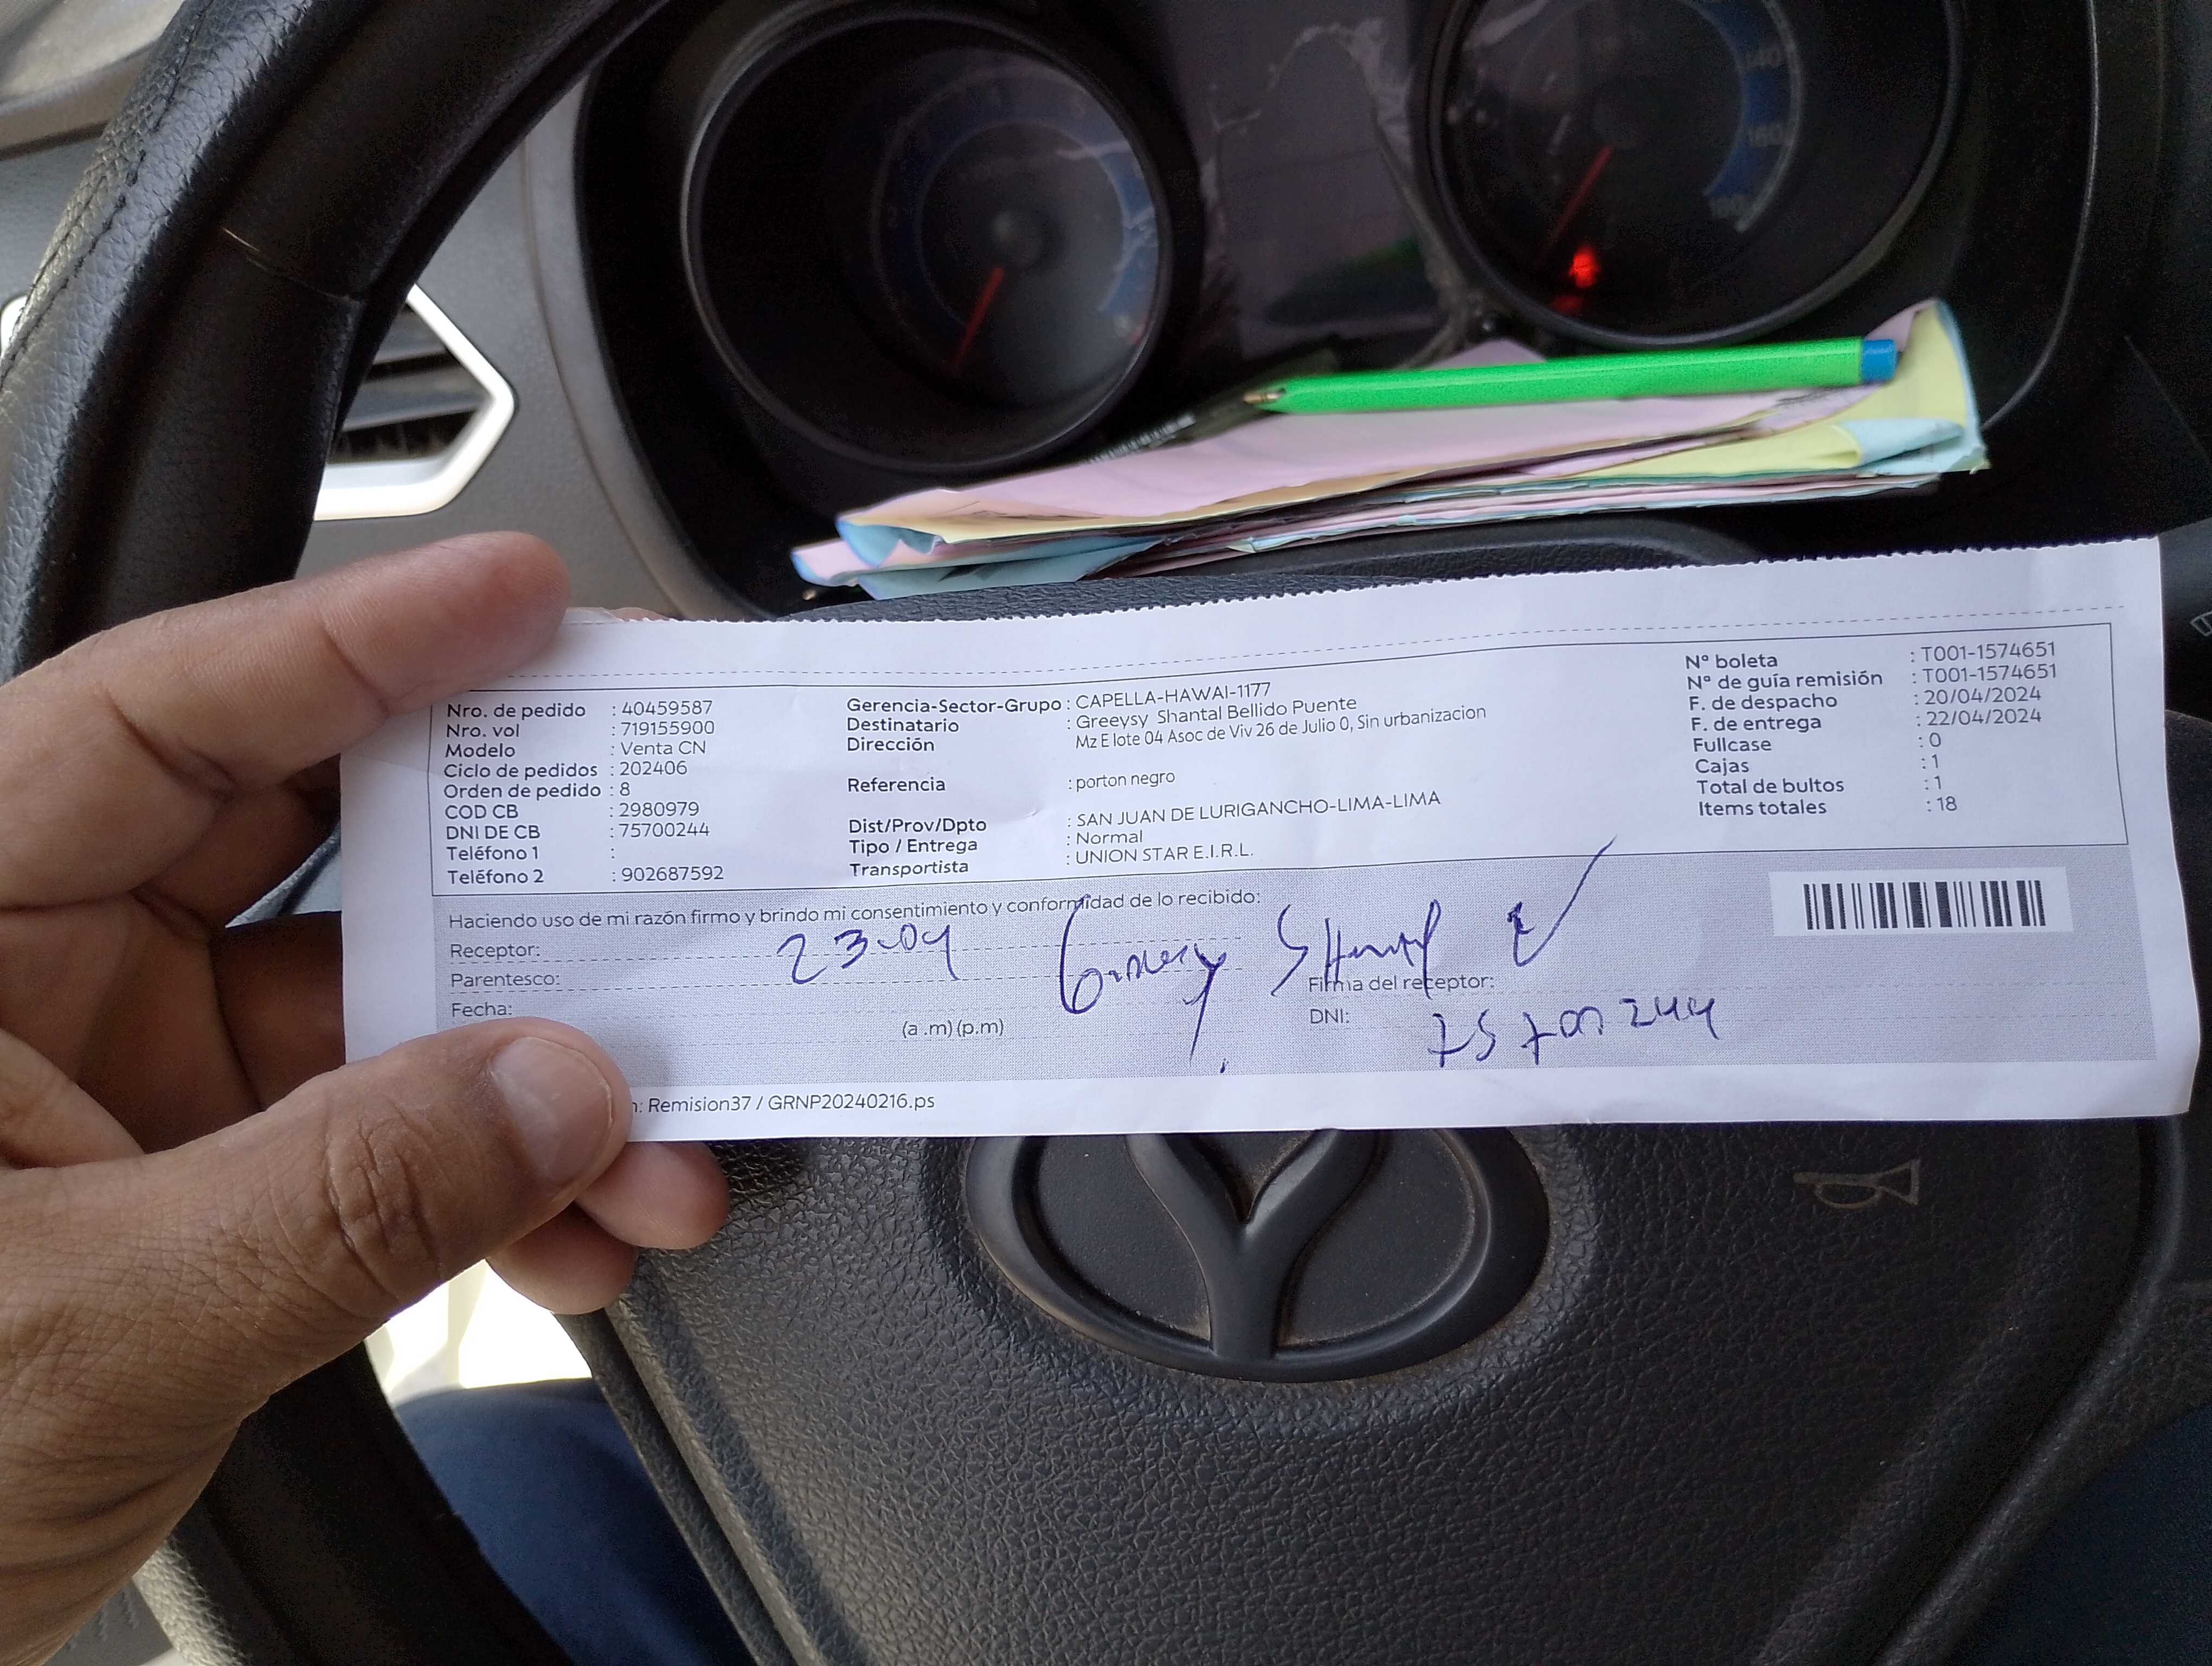 Nro. de pedido : 40459587
Nro. vol : 719155900
Modelo : Venta CN
Ciclo de pedidos : 202406
Orden de pedido : 8
COD CB : 2980979
DNI DE CB : 75700244
Teléfono 1 :
Teléfono 2 : 902687592
Gerencia-Sector-Grupo : CAPELLA-HAWAI-1177
Destinatario : Greeysy Shantal Bellido Puente
Dirección Mz E lote 04 Asoc de Viv 26 de Julio 0, Sin urbanizacion
Referencia : porton negro
Dist/Prov/Dpto : SAN JUAN DE LURIGANCHO-LIMA-LIMA
Tipo / Entrega : Normal
Transportista : UNION STAR E.I.R.L.
N° boleta : T001-1574651
N° de guía remisión : T001-1574651
F. de despacho : 20/04/2024
F. de entrega : 22/04/2024
Fullcase : 0
Cajas : 1
Total de bultos : 1
Items totales : 18
Haciendo uso de mi razón firmo y brindo mi consentimiento y conformidad de lo recibido:
Receptor: 23-04
Parentesco:
Fecha:
(a .m) (p.m)
Firma del receptor:
DNI: 75700244
: Remision37 / GRNP20240216.ps
140
160
180